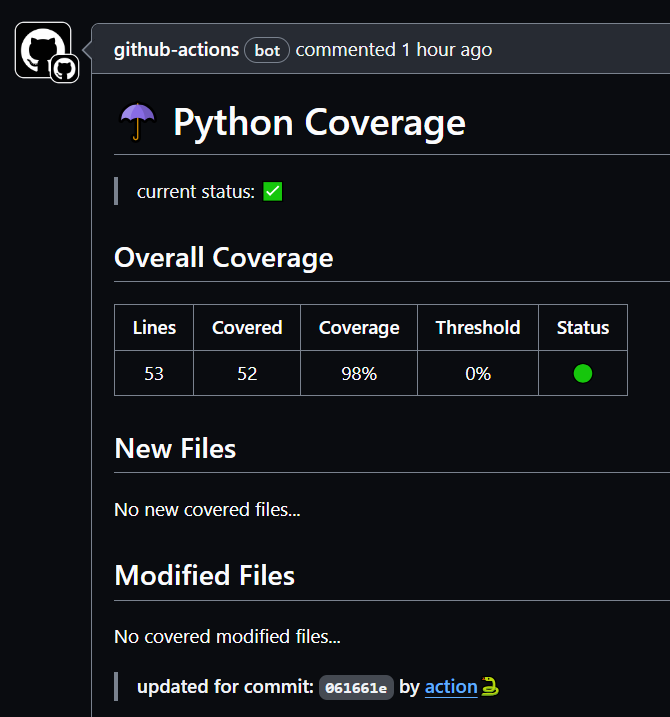 github-actions bot commented 1 hour ago
Python Coverage
current status:
Overall Coverage
Lines Covered Coverage Threshold Status
53 52 98% 0%
New Files
No new covered files...
Modified Files
No covered modified files...
updated for commit: 061661e by action